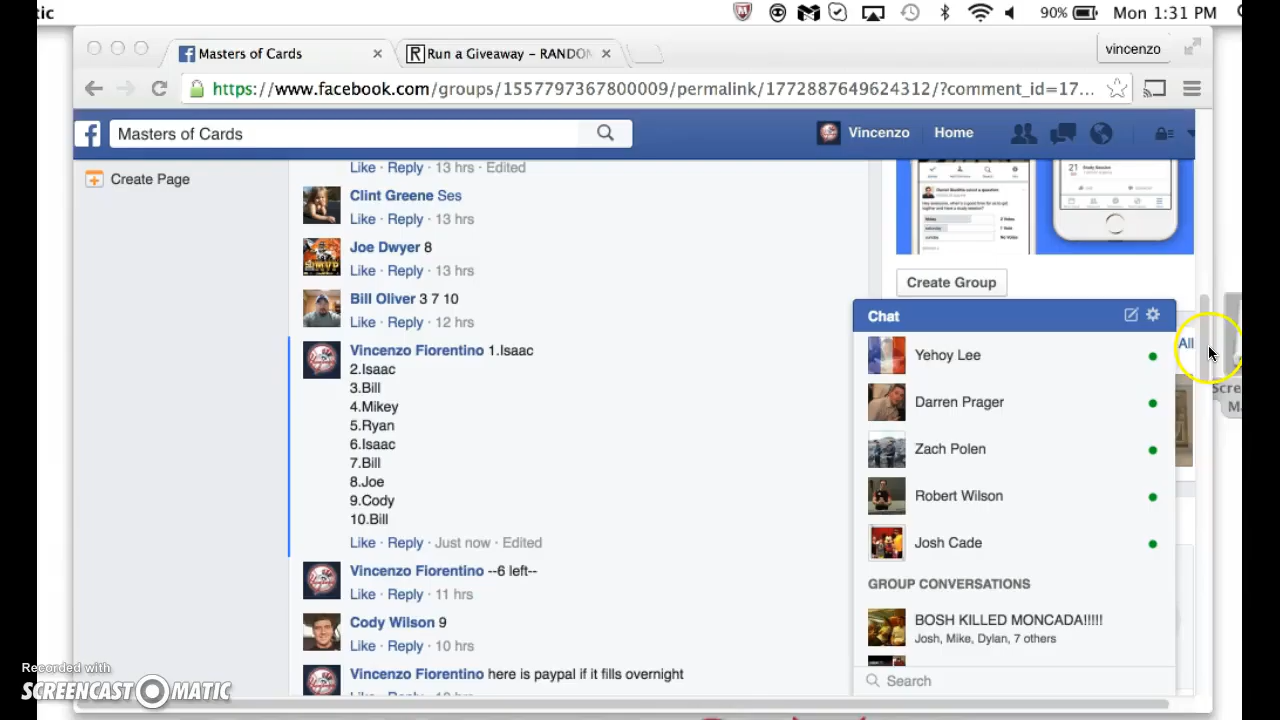 tic
90%
Mon 1:31 PM
Masters of Cards
R
Run a Giveaway – RANDOM
vincenzo
https://www.facebook.com/groups/1557797367800009/permalink/1772887649624312/?comment_id=17...
f
Masters of Cards
Vincenzo
Home
Create Page
Like · Reply · 13 hrs · Edited
Clint Greene Ses
Like · Reply · 13 hrs
Joe Dwyer 8
Like · Reply · 13 hrs
Bill Oliver 3 7 10
Like · Reply · 12 hrs
Vincenzo Fiorentino 1.Isaac
2.Isaac
3.Bill
4.Mikey
5.Ryan
6.Isaac
7.Bill
8.Joe
9.Cody
10.Bill
Like · Reply · Just now · Edited
Vincenzo Fiorentino --6 left--
Like · Reply · 11 hrs
Cody Wilson 9
Like · Reply · 10 hrs
Vincenzo Fiorentino here is paypal if it fills overnight
Create Group
All
Chat
Yehoy Lee
Darren Prager
Zach Polen
Robert Wilson
Josh Cade
GROUP CONVERSATIONS
BOSH KILLED MONCADA!!!!!
Josh, Mike, Dylan, 7 others
Search
Scre
Recorded with
SCREENCAST-O-MATIC